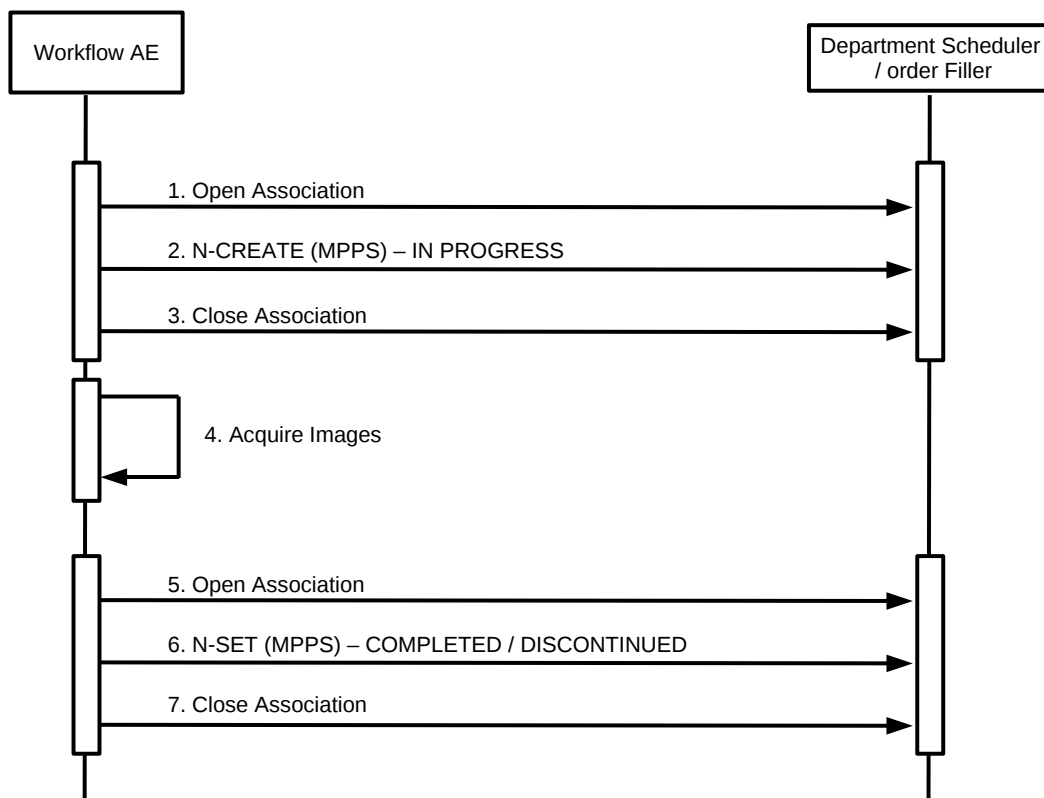 Workflow AE
Department Scheduler
/ order Filler
1. Open Association
2. N-CREATE (MPPS) – IN PROGRESS
3. Close Association
4. Acquire Images
5. Open Association
6. N-SET (MPPS) – COMPLETED / DISCONTINUED
7. Close Association